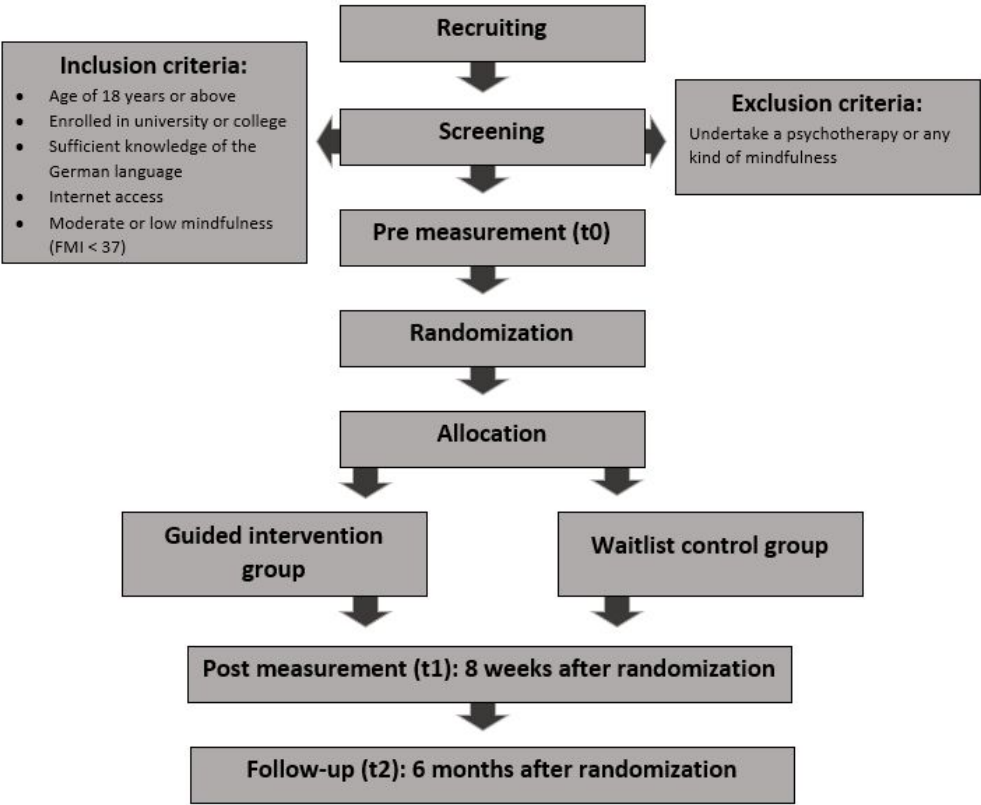 Recruiting
Inclusion criteria:
• Age of 18 years or above
• Enrolled in university or college
• Sufficient knowledge of the
German language
• Internet access
• Moderate or low mindfulness
(FMI < 37)
Screening
Exclusion criteria:
Undertake a psychotherapy or any
kind of mindfulness
Pre measurement (t0)
Randomization
Allocation
Guided intervention
group
Waitlist control group
Post measurement (t1): 8 weeks after randomization
Follow-up (t2): 6 months after randomization